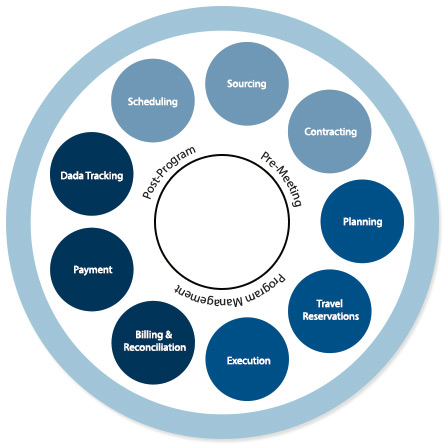 Sourcing
Scheduling
Contracting
Dada Tracking
Post-Program
Pre-Meeting
Planning
Payment
Program Management
Travel
Reservations
Billing &
Reconciliation
Execution